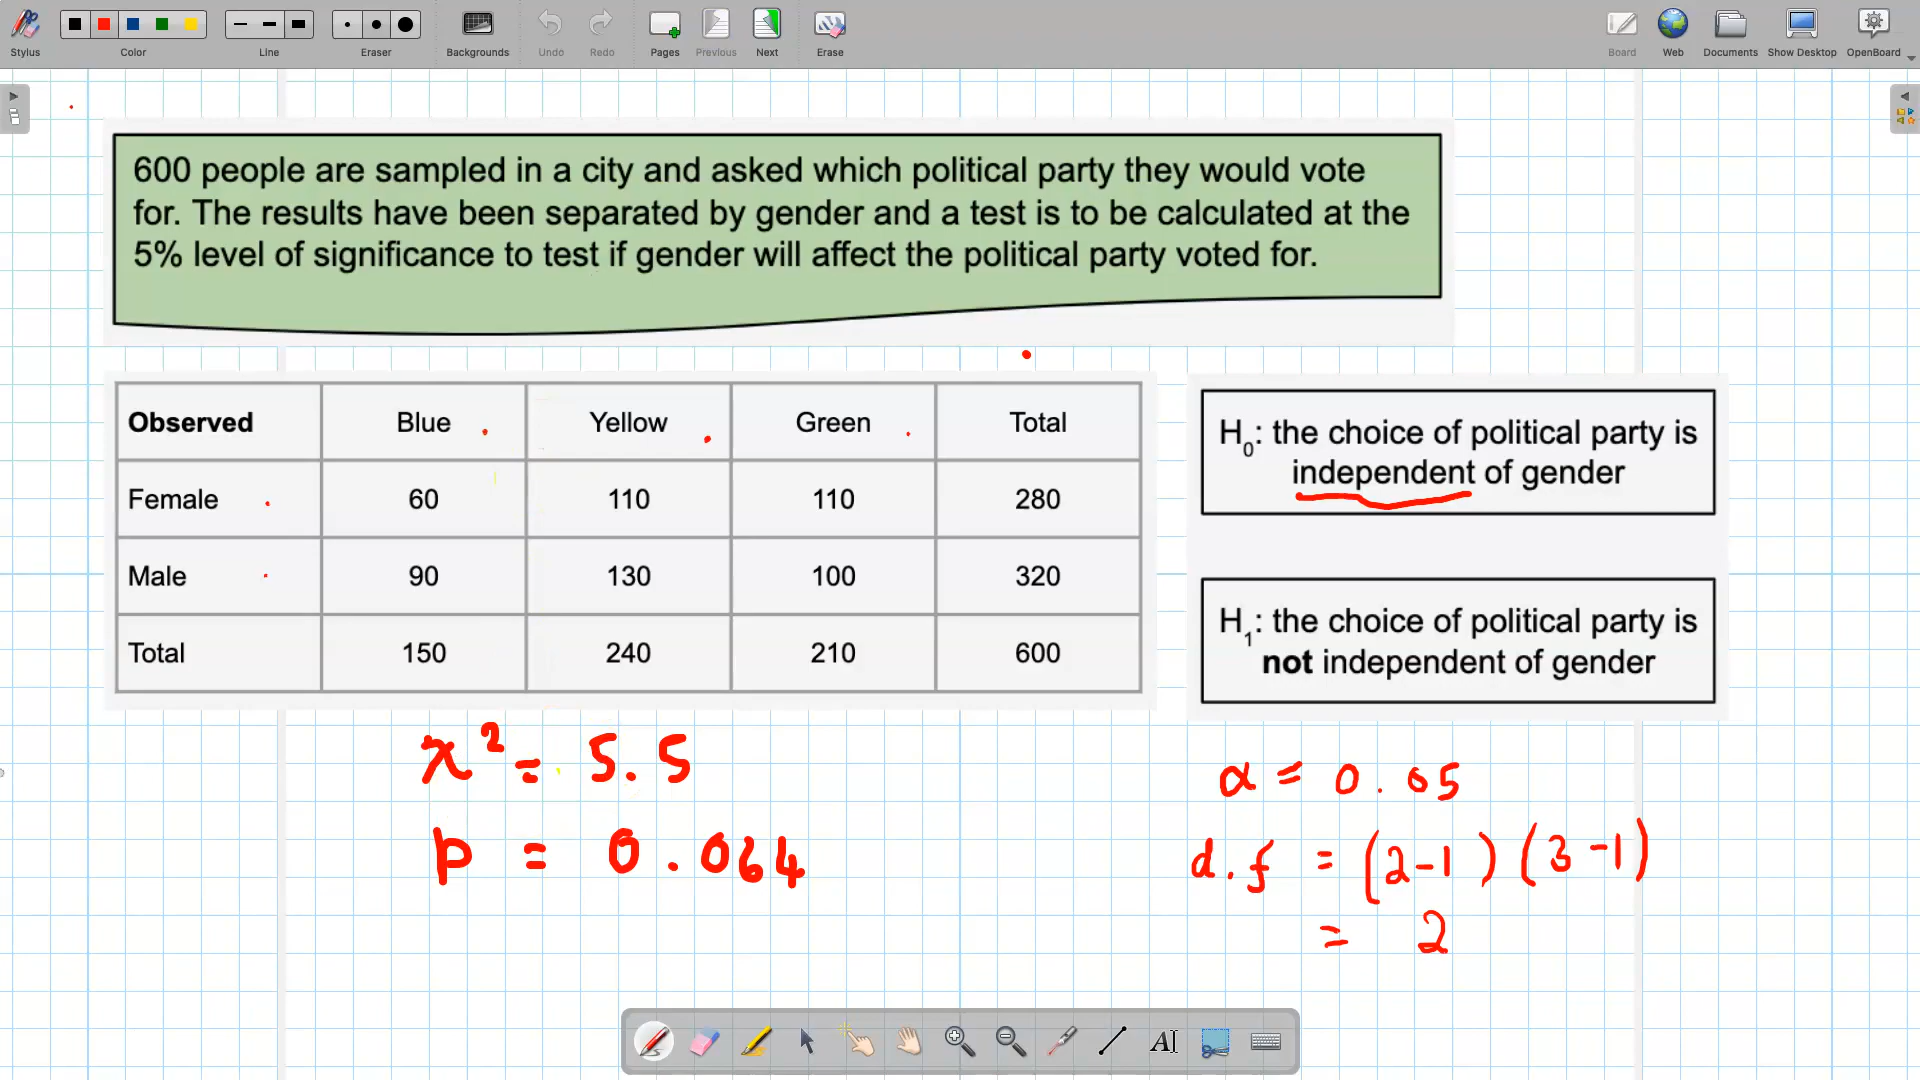 Stylus
Color
Line
Eraser
Backgrounds
Undo
Redo
Pages
Previous
Next
Erase
Board
Web
Documents
Show Desktop
OpenBoard
600 people are sampled in a city and asked which political party they would vote
for. The results have been separated by gender and a test is to be calculated at the
5% level of significance to test if gender will affect the political party voted for.
Observed Blue Yellow Green Total
Female 60 110 110 280
Male 90 130 100 320
Total 150 240 210 600
H₀: the choice of political party is
independent of gender
H₁: the choice of political party is
not independent of gender
x² = 5.5
p = 0.064
α = 0.05
d.f = (2-1)(3-1)
= 2
AI